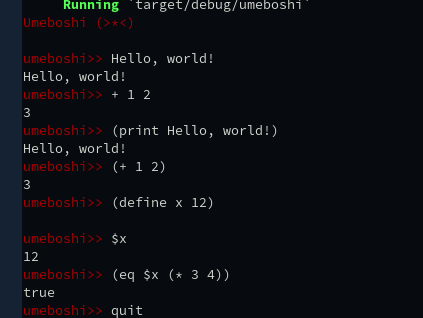 Running `target/debug/umeboshi`
Umeboshi (>*<)
umeboshi>> Hello, world!
Hello, world!
umeboshi>> + 1 2
3
umeboshi>> (print Hello, world!)
Hello, world!
umeboshi>> (+ 1 2)
3
umeboshi>> (define x 12)
umeboshi>> $x
12
umeboshi>> (eq $x (* 3 4))
true
umeboshi>> quit